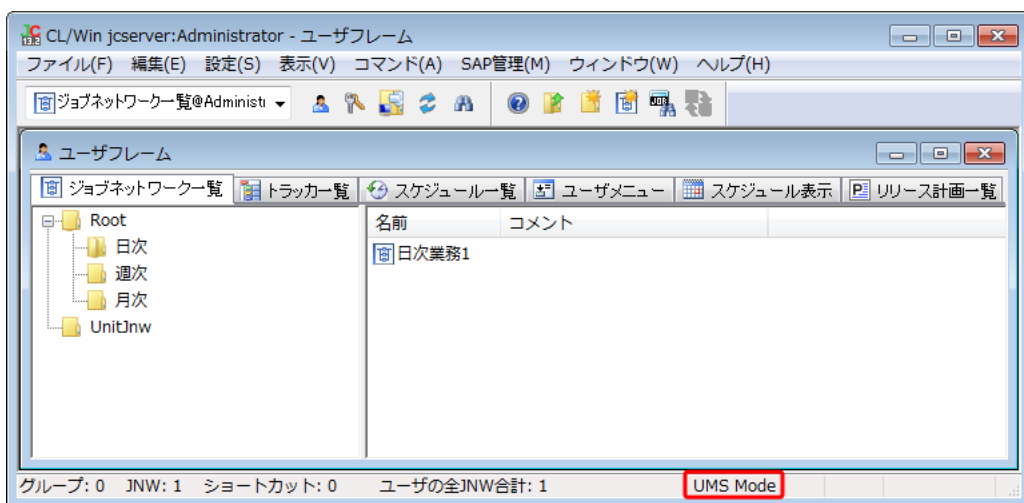 CL/Win jcserver:Administrator - ユーザフレーム
ファイル(F) 編集(E) 設定(S) 表示(V) コマンド(A) SAP管理(M) ウィンドウ(W) ヘルプ(H)
ジョブネットワーク一覧@Administ
ユーザフレーム
ジョブネットワーク一覧 トラッカー一覧 スケジュール一覧 ユーザメニュー スケジュール表示 リリース計画一覧
Root
日次
週次
月次
UnitJnw
名前 コメント
日次業務1
グループ: 0 JNW: 1 ショートカット: 0 ユーザの全JNW合計: 1 UMS Mode